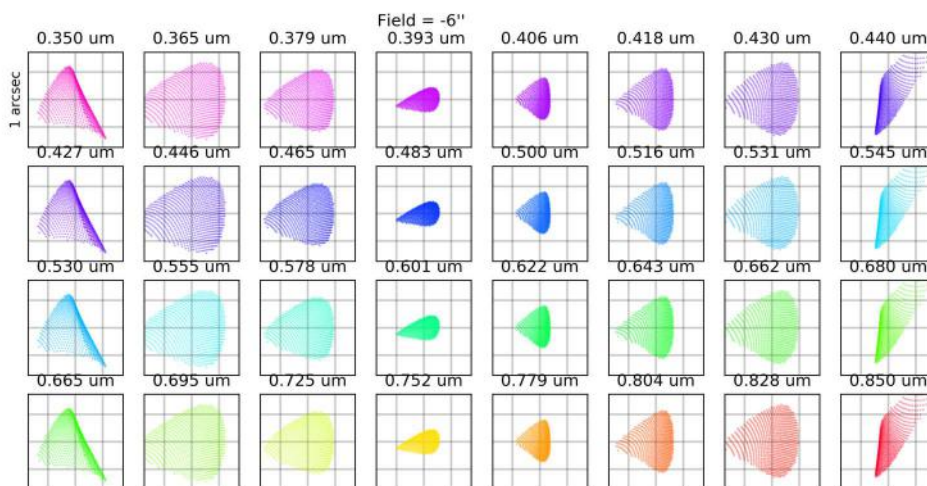 Field = -6''
0.350 um 0.365 um 0.379 um 0.393 um 0.406 um 0.418 um 0.430 um 0.440 um
1 arcsec
0.427 um 0.446 um 0.465 um 0.483 um 0.500 um 0.516 um 0.531 um 0.545 um
0.530 um 0.555 um 0.578 um 0.601 um 0.622 um 0.643 um 0.662 um 0.680 um
0.665 um 0.695 um 0.725 um 0.752 um 0.779 um 0.804 um 0.828 um 0.850 um